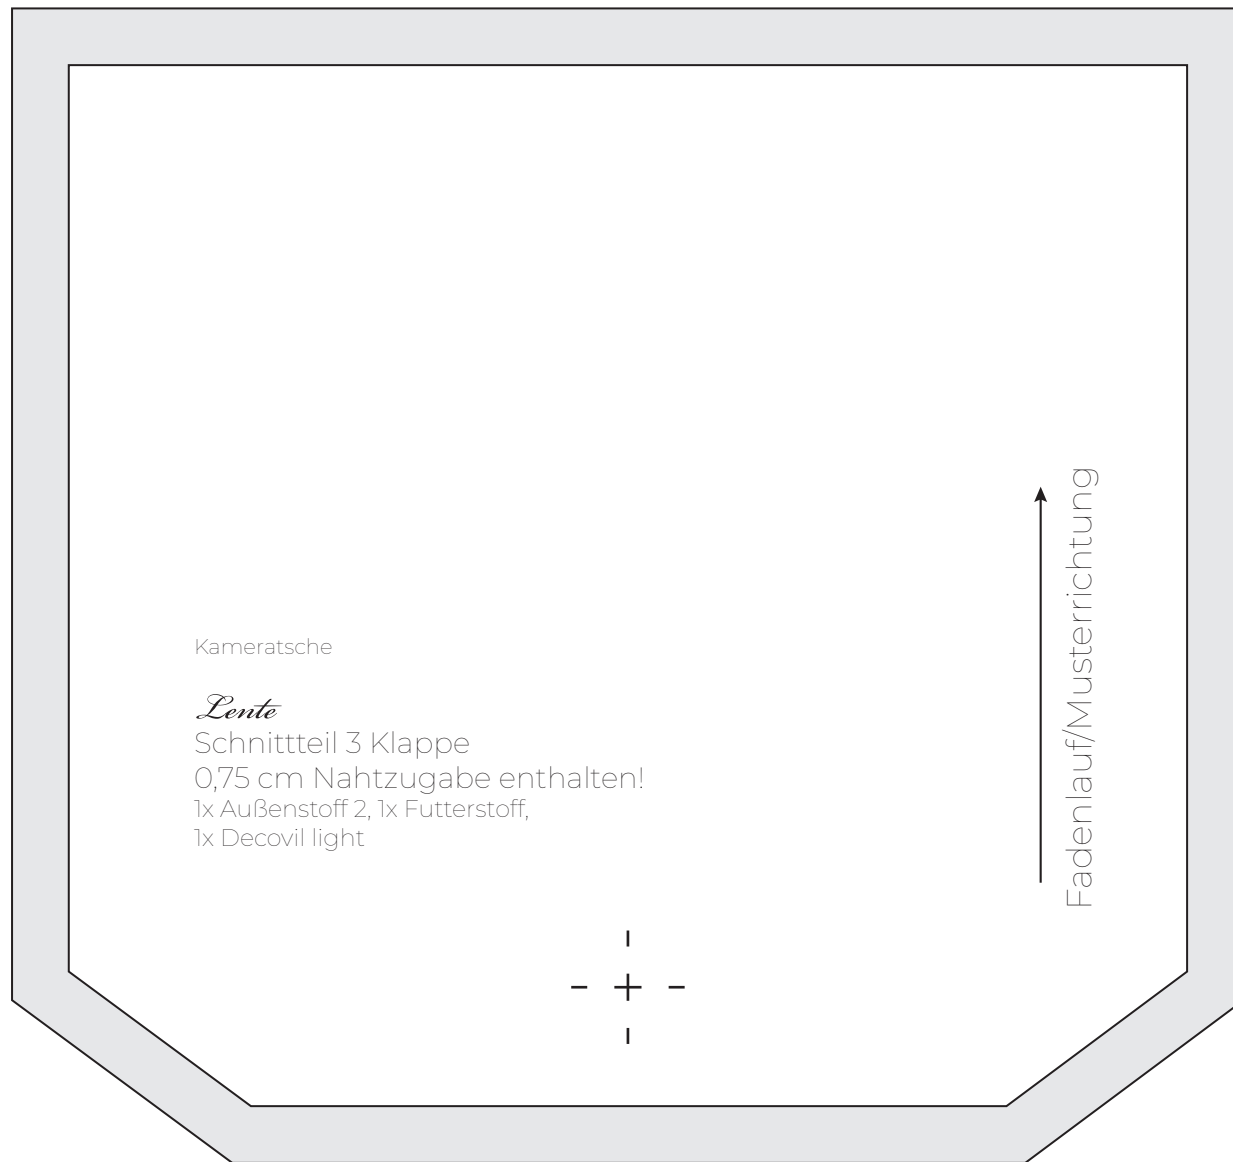 Kameratsche
Lente
Schnittteil 3 Klappe
0,75 cm Nahtzugabe enthalten!
1x Außenstoff 2, 1x Futterstoff,
1x Decovil light
Fadenlauf/Musterrichtung